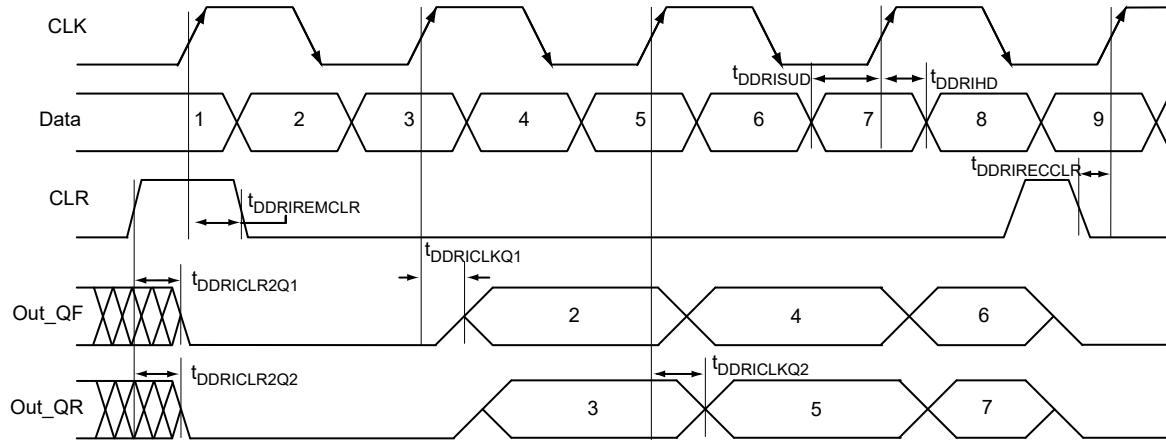 CLK
tDDRISUD
tDDRIHD
Data
1 2 3 4 5 6 7 8 9
tDDRIRECCLR
CLR
tDDRIREMCLR
tDDRICLKQ1
tDDRICLR2Q1
Out_QF
2 4 6
tDDRICLR2Q2
tDDRICLKQ2
Out_QR
3 5 7